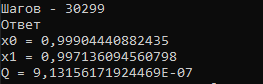 Шагов - 30299
Ответ
x0 = 0,99904440882435
x1 = 0,997136094560798
Q = 9,13156171924469E-07